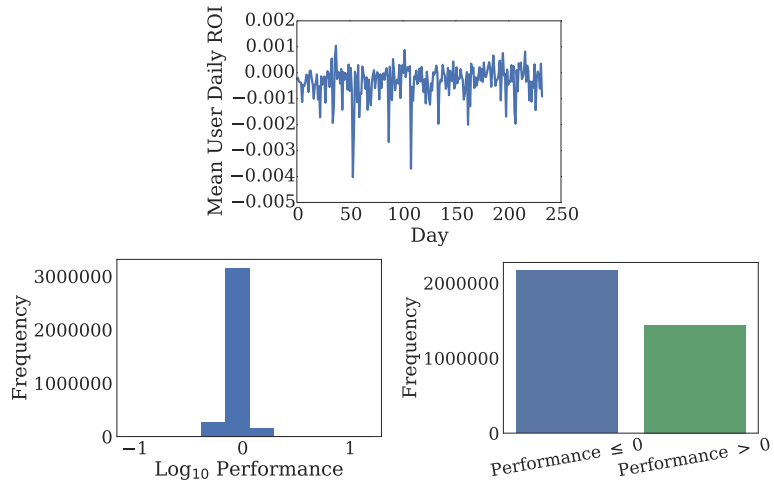 Mean User Daily ROI
0.002
0.001
0.000
−0.001
−0.002
−0.003
−0.004
−0.005
0 50 100 150 200 250
Day
Frequency
3000000
2000000
1000000
0
−1 0 1
Log₁₀ Performance
Frequency
2000000
1000000
0
Performance ≤ 0 Performance > 0